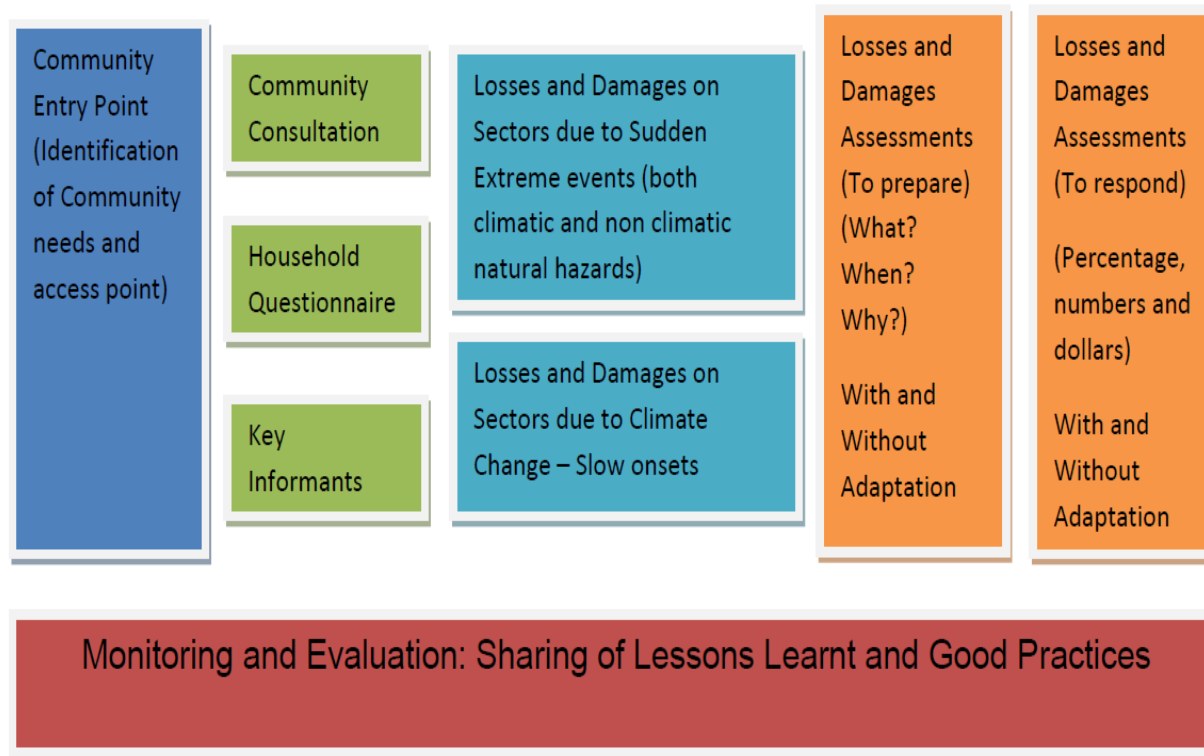 Community
Entry Point
(Identification
of Community
needs and
access point)
Community
Consultation
Household
Questionnaire
Key
Informants
Losses and Damages on
Sectors due to Sudden
Extreme events (both
climatic and non climatic
natural hazards)
Losses and Damages on
Sectors due to Climate
Change – Slow onsets
Losses and
Damages
Assessments
(To prepare)
(What?
When?
Why?)
With and
Without
Adaptation
Losses and
Damages
Assessments
(To respond)
(Percentage,
numbers and
dollars)
With and
Without
Adaptation
Monitoring and Evaluation: Sharing of Lessons Learnt and Good Practices